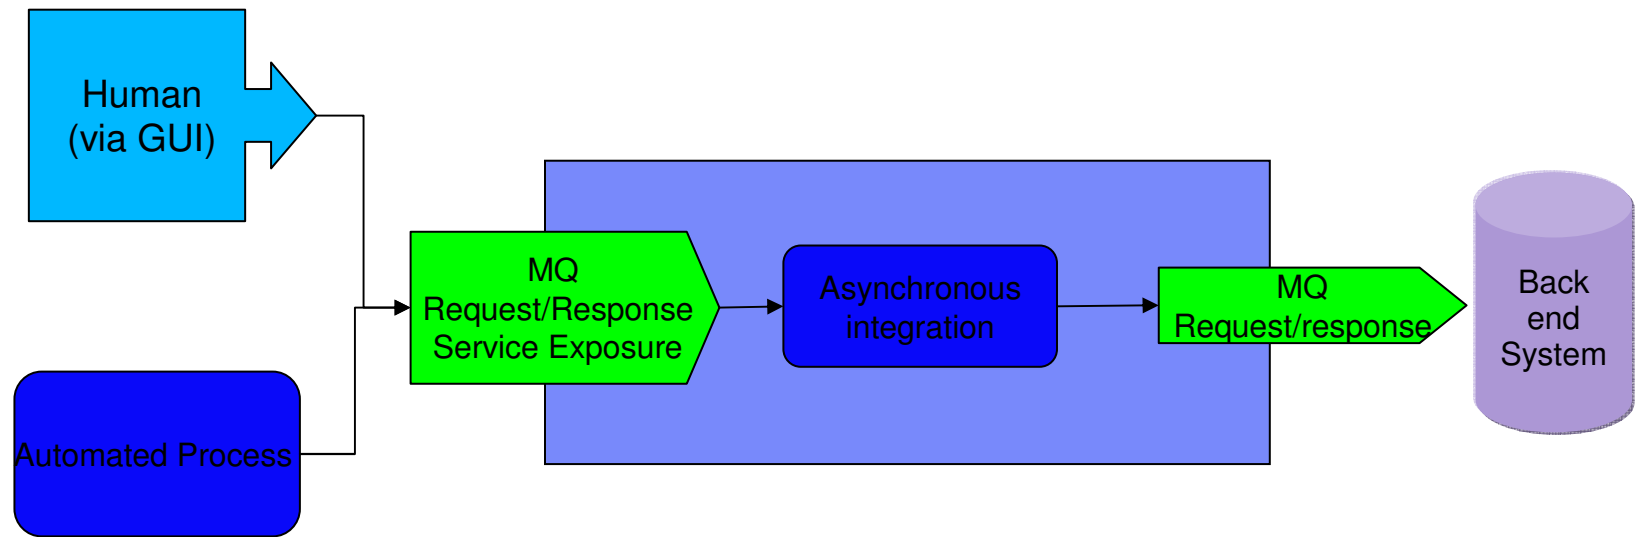 Human
(via GUI)
MQ
Request/Response
Service Exposure
Asynchronous
integration
MQ
Request/response
Back
end
System
Automated Process